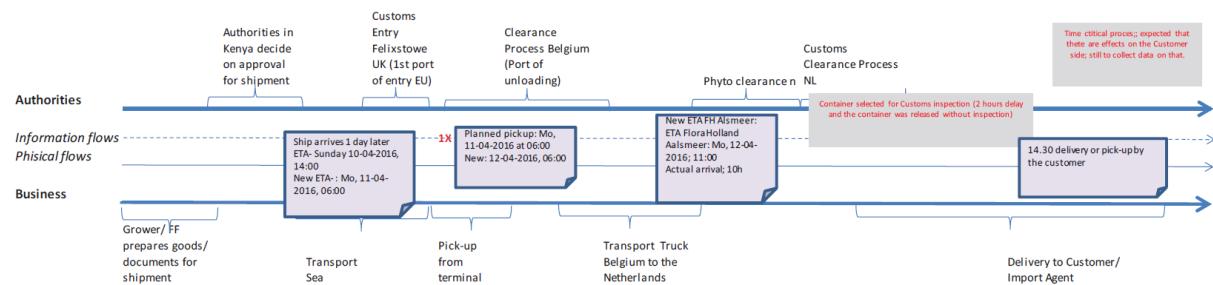 Authorities in
Kenya decide
on approval
for shipment
Customs
Entry
Felixstowe
UK (1st port
of entry EU)
Clearance
Process Belgium
(Port of
unloading)
Phyto clearance n
Customs
Clearance Process
NL
Time ctitical proces;; expected that
thete are effects on the Customer
side; still to collect data on that.
Authorities
Container selected for Customs inspection (2 hours delay
and the container was released without inspection)
Information flows
Phisical flows
1X
Ship arrives 1 day later
ETA- Sunday 10-04-2016,
14:00
New ETA- : Mo, 11-04-
2016, 06:00
Planned pickup: Mo,
11-04-2016 at 06:00
New: 12-04-2016, 06:00
New ETA FH Alsmeer:
ETA FloraHolland
Aalsmeer: Mo, 12-04-
2016; 11:00
Actual arrival; 10h
14.30 delivery or pick-up by
the customer
Business
Grower/ FF
prepares goods/
documents for
shipment
Transport
Sea
Pick-up
from
terminal
Transport Truck
Belgium to the
Netherlands
Delivery to Customer/
Import Agent